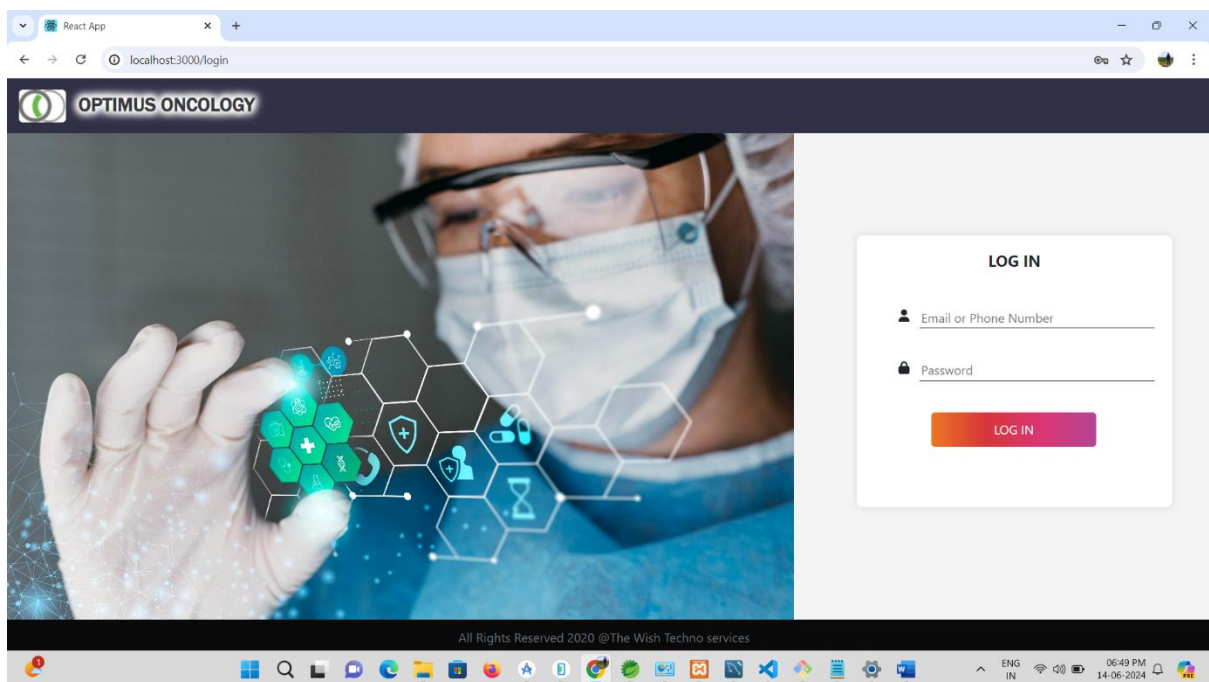 React App
localhost:3000/login
OPTIMUS ONCOLOGY
LOG IN
Email or Phone Number
Password
LOG IN
All Rights Reserved 2020 @The Wish Techno services
ENG
IN
06:49 PM
14-06-2024
PRE